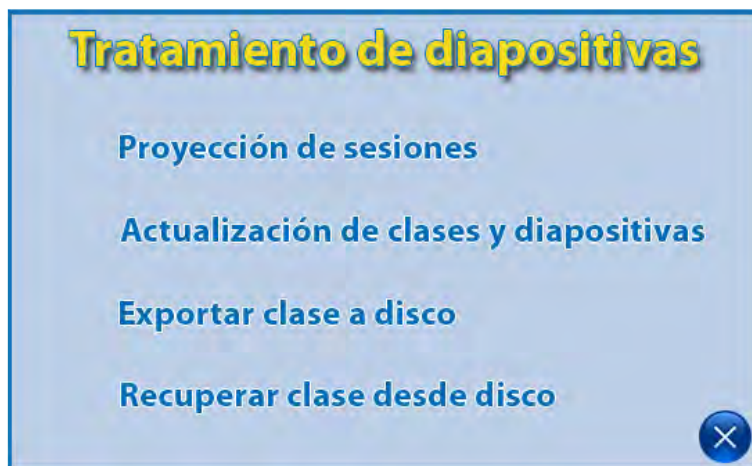 Tratamiento de diapositivas
Proyección de sesiones
Actualización de clases y diapositivas
Exportar clase a disco
Recuperar clase desde disco